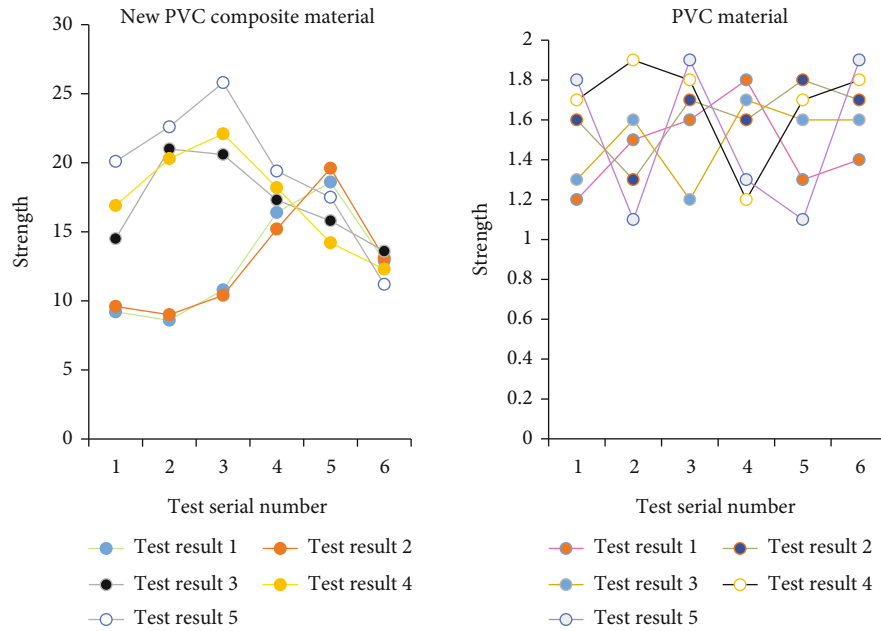 New PVC composite material
30
25
20
15
10
5
0
Strength
1 2 3 4 5 6
Test serial number
Test result 1
Test result 2
Test result 3
Test result 4
Test result 5
PVC material
2
1.8
1.6
1.4
1.2
1
0.8
0.6
0.4
0.2
0
Strength
1 2 3 4 5 6
Test serial number
Test result 1
Test result 2
Test result 3
Test result 4
Test result 5